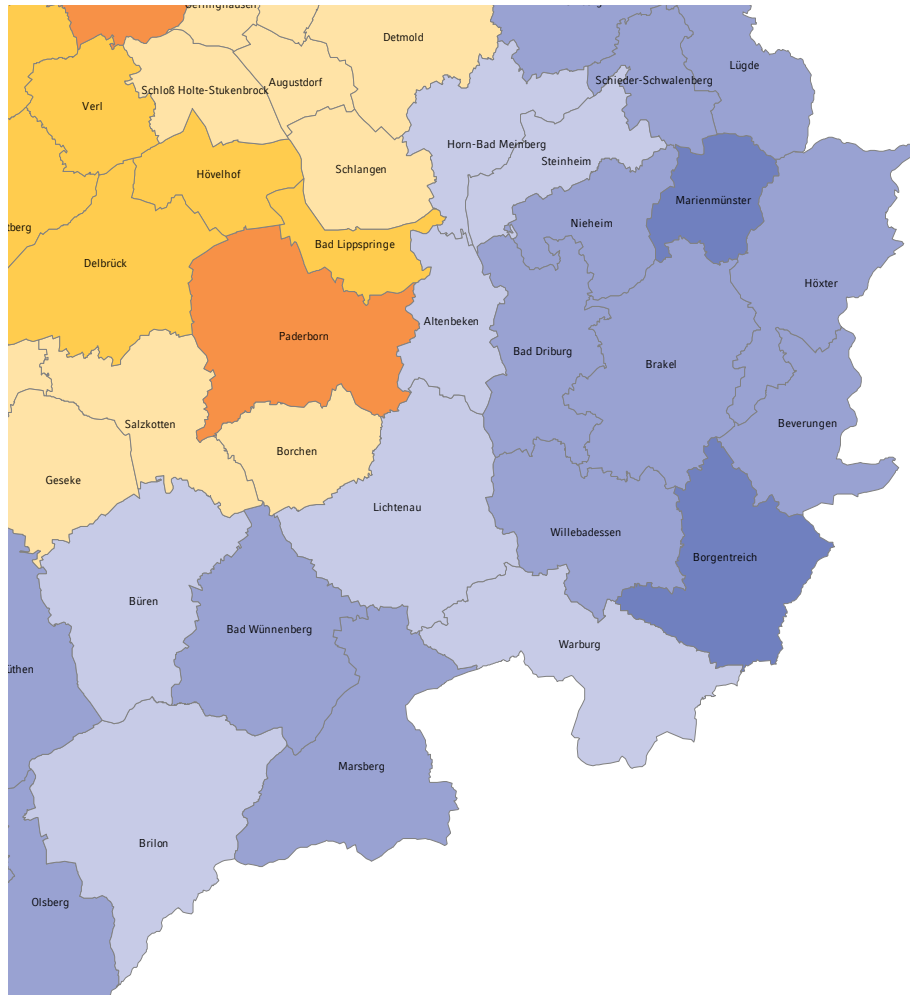 Detmold
Lügde
Schieder-Schwalenberg
Augustdorf
Schloß Holte-Stukenbrock
Verl
Horn-Bad Meinberg
Steinheim
Schlangen
Hövelhof
Marienmünster
Nieheim
Bad Lippspringe
Delbrück
Höxter
Altenbeken
Paderborn
Bad Driburg
Brakel
Salzkotten
Beverungen
Borchen
Geseke
Lichtenau
Willebadessen
Borgentreich
Büren
Bad Wünnenberg
Warburg
üthen
Marsberg
Brilon
Olsberg